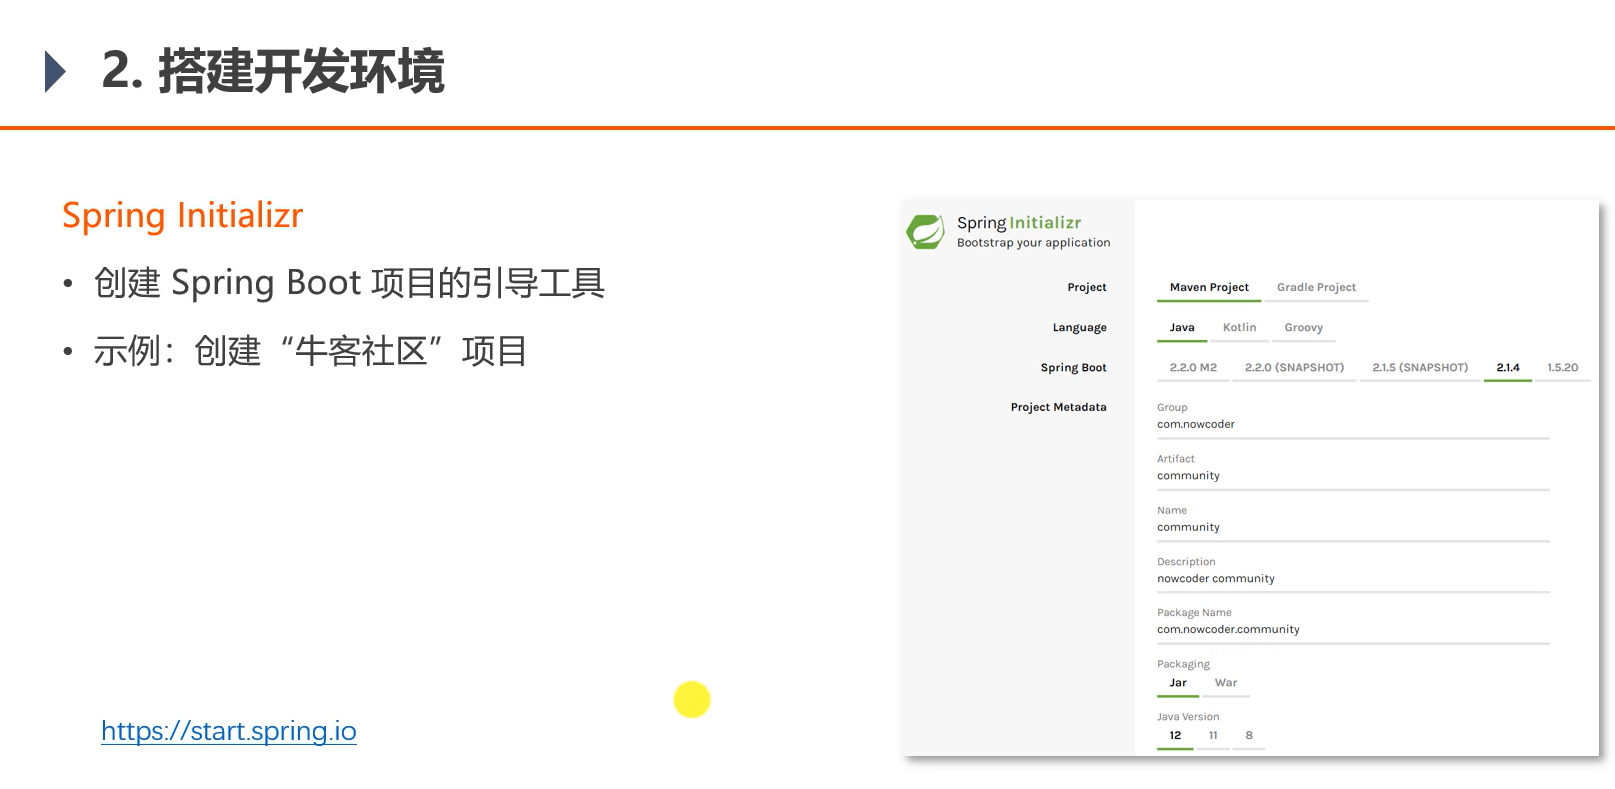 2. 搭建开发环境
Spring Initializr
• 创建 Spring Boot 项目的引导工具
• 示例：创建“牛客社区”项目
https://start.spring.io
Spring Initializr
Bootstrap your application
Project
Maven Project Gradle Project
Language
Java Kotlin Groovy
Spring Boot
2.2.0 M2 2.2.0 (SNAPSHOT) 2.1.5 (SNAPSHOT) 2.1.4 1.5.20
Project Metadata
Group
com.nowcoder
Artifact
community
Name
community
Description
nowcoder community
Package Name
com.nowcoder.community
Packaging
Jar War
Java Version
12 11 8